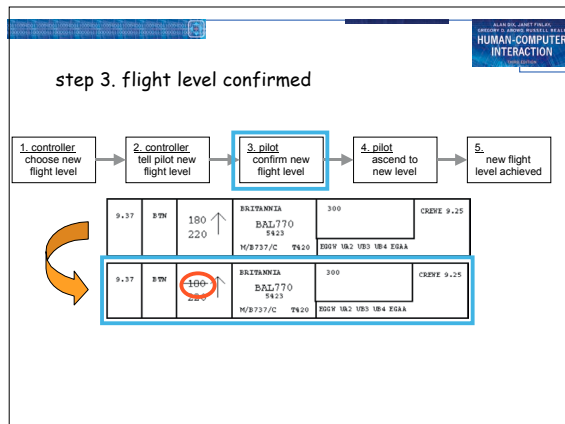 ALAN DIX, JANET FINLAY,
GREGORY D. ABOWD, RUSSELL BEALE
HUMAN-COMPUTER
INTERACTION
THIRD EDITION
step 3. flight level confirmed
1. controller
choose new
flight level
2. controller
tell pilot new
flight level
3. pilot
confirm new
flight level
4. pilot
ascend to
new level
5.
new flight
level achieved
9.37
BTN
180
220
BRITANNIA
BAL770
5423
M/B737/C T420
300
EGGW UA2 UB3 UB4 EGAA
CREWE 9.25
9.37
BTN
180
220
BRITANNIA
BAL770
5423
M/B737/C T420
300
EGGW UA2 UB3 UB4 EGAA
CREWE 9.25